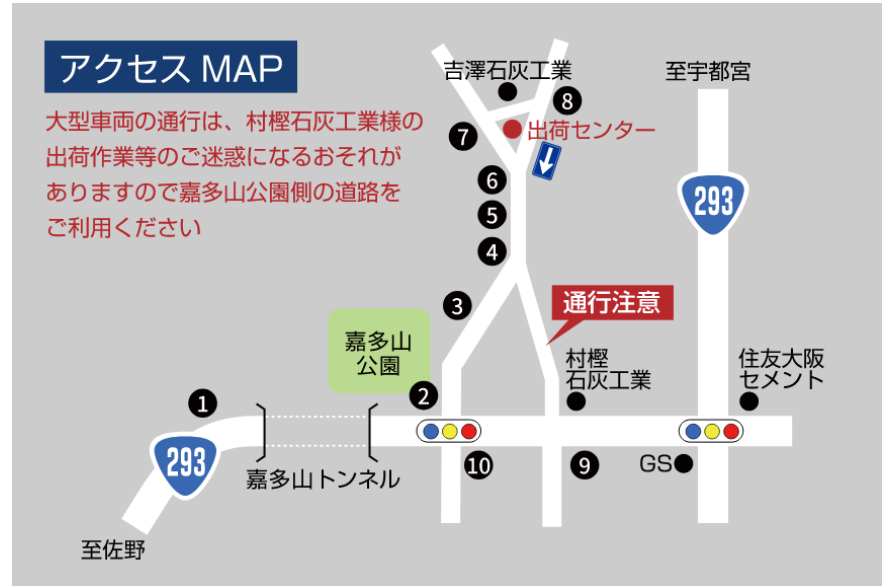 アクセス MAP
大型車両の通行は、村樫石灰工業様の
出荷作業等のご迷惑になるおそれが
ありますので嘉多山公園側の道路を
ご利用ください
吉澤石灰工業
至宇都宮
8
7
出荷センター
6
293
5
4
3
通行注意
嘉多山
公園
村樫
石灰工業
住友大阪
セメント
2
1
293
嘉多山トンネル
10
9
GS
至佐野